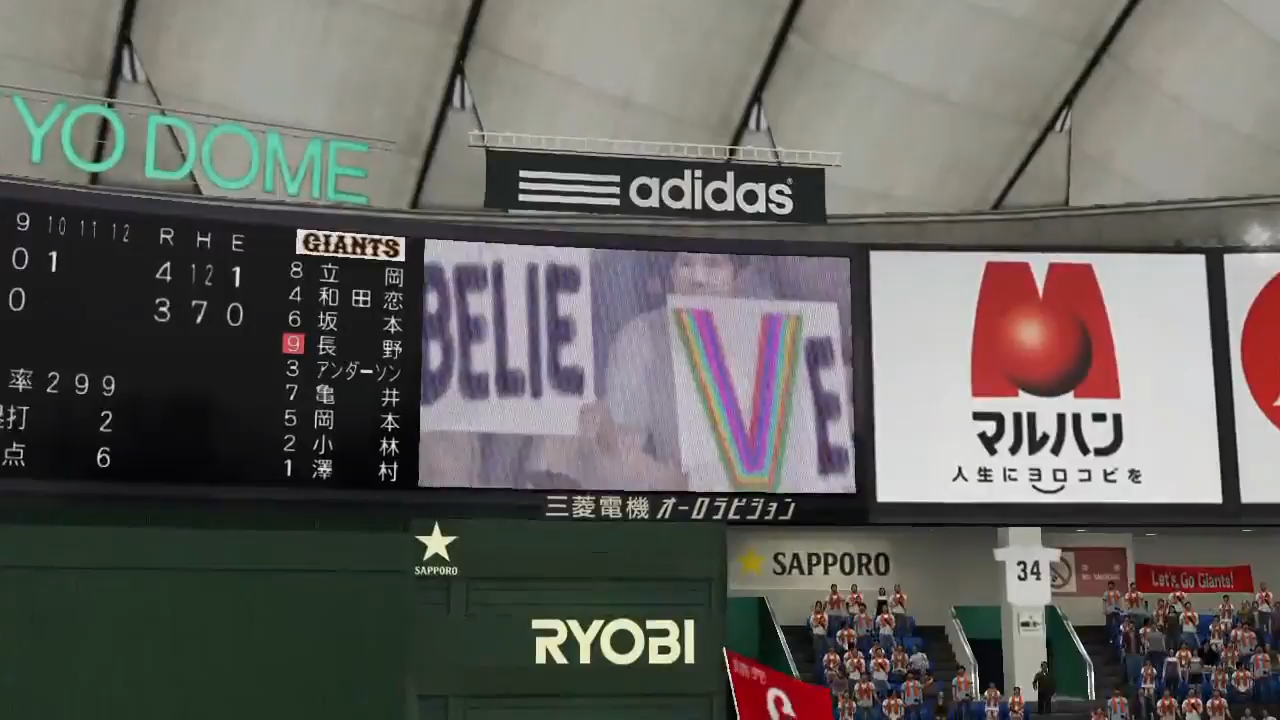 YO DOME
adidas
9 10 11 12 R H E
0 1 4 12 1
0 3 7 0
率 299
打 2
点 6
GIANTS
8 立岡
4 和田恋
6 坂本
9 長野
3 アンダーソン
7 亀井
5 岡本
2 小林
1 澤村
BELIE
VE
三菱電機 オーロラビジョン
マルハン
人生にヨロコビを
SAPPORO
SAPPORO
34
Let's Go Giants!
RYOBI
G